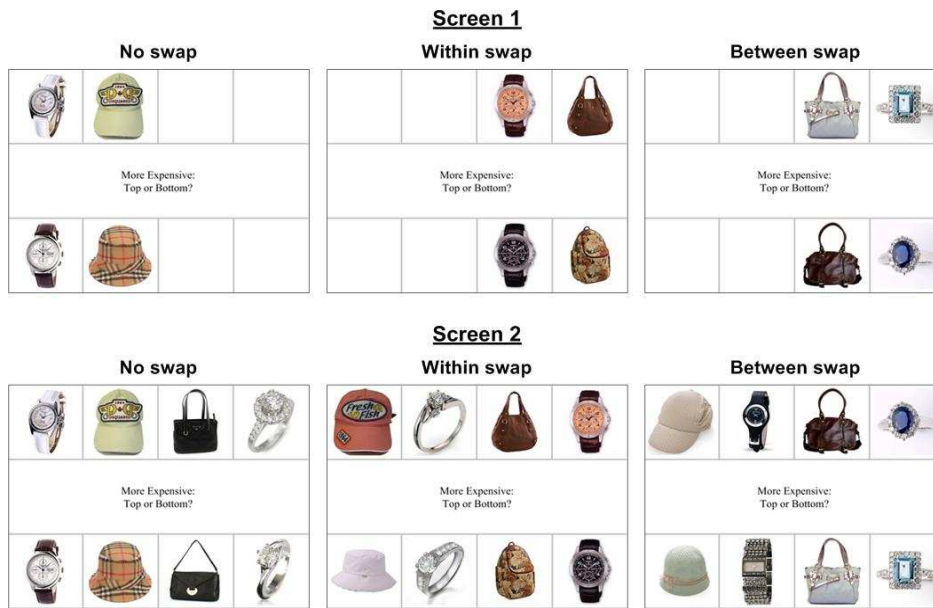 Screen 1
No swap
Within swap
Between swap
More Expensive:
Top or Bottom?
More Expensive:
Top or Bottom?
More Expensive:
Top or Bottom?
Screen 2
No swap
Within swap
Between swap
Fresh
Fish
More Expensive:
Top or Bottom?
More Expensive:
Top or Bottom?
More Expensive:
Top or Bottom?